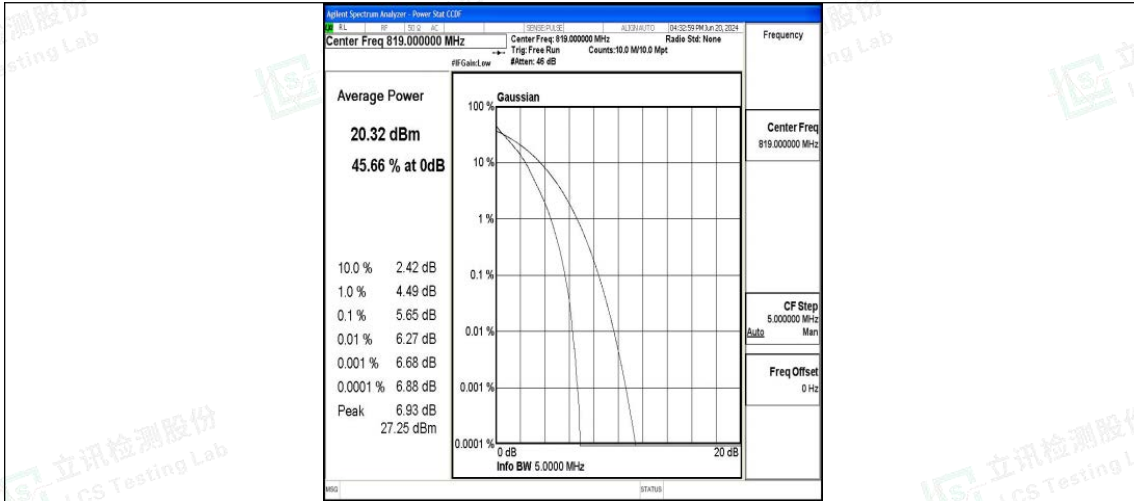 Agilent Spectrum Analyzer - Power Stat CCDF
RL RF 50 Ω AC SENSE:PULSE ALIGNAUTO 04:32:59 PM Jun 20, 2024
Center Freq 819.000000 MHz
Center Freq: 819.000000 MHz
Radio Std: None
Trig: Free Run Counts:10.0 M/10.0 Mpt
#IFGain:Low #Atten: 46 dB
Frequency
Average Power
20.32 dBm
45.66 % at 0dB
10.0 % 2.42 dB
1.0 % 4.49 dB
0.1 % 5.65 dB
0.01 % 6.27 dB
0.001 % 6.68 dB
0.0001 % 6.88 dB
Peak 6.93 dB
27.25 dBm
Gaussian
100 %
10 %
1 %
0.1 %
0.01 %
0.001 %
0.0001 %
0 dB 20 dB
Info BW 5.0000 MHz
Center Freq
819.000000 MHz
CF Step
5.000000 MHz
Auto Man
Freq Offset
0 Hz
MSG STATUS
立讯检测股份
LCS Testing Lab
立讯检测股份
LCS Testing L